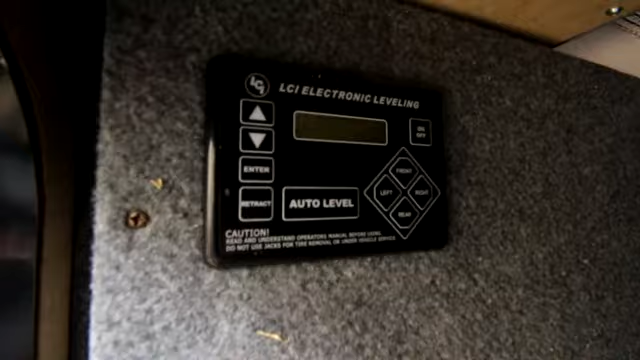 LCI LCI ELECTRONIC LEVELING
ON
OFF
ENTER
FRONT
LEFT
RIGHT
REAR
RETRACT
AUTO LEVEL
CAUTION!
READ AND UNDERSTAND OPERATORS MANUAL BEFORE USING.
DO NOT USE JACKS FOR TIRE REMOVAL OR UNDER VEHICLE SERVICE.